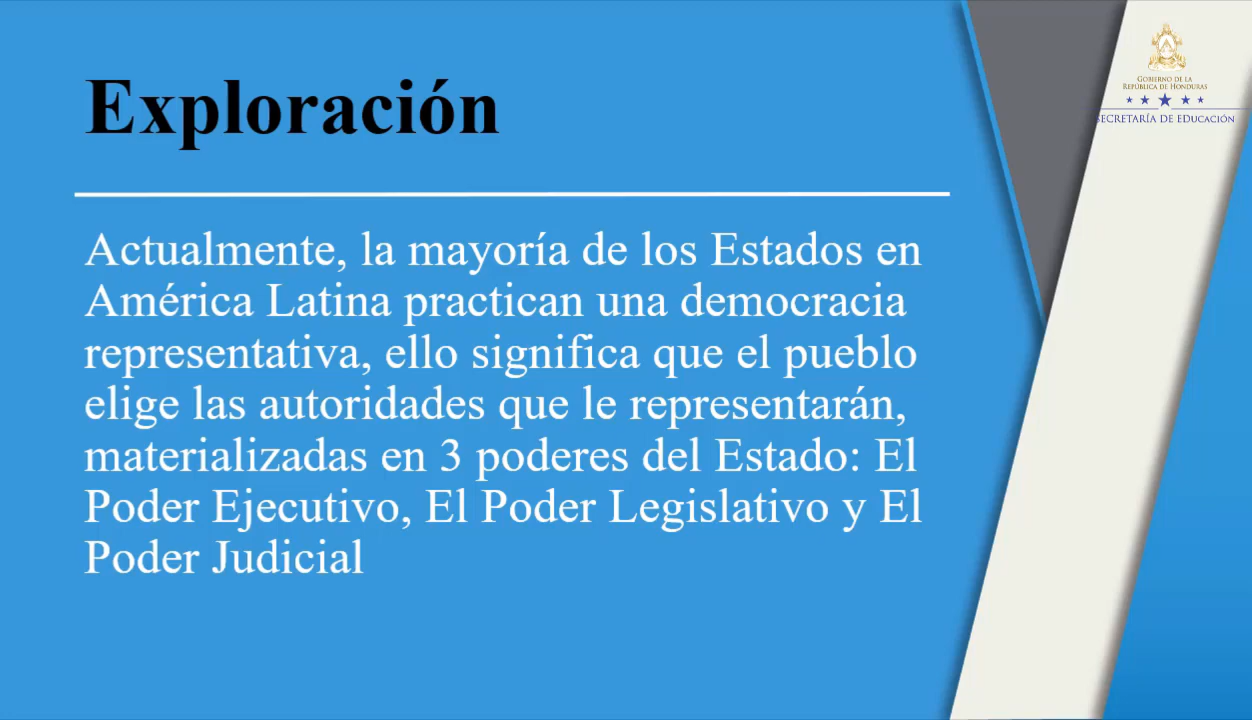 Exploración
GOBIERNO DE LA
REPÚBLICA DE HONDURAS
SECRETARÍA DE EDUCACIÓN
Actualmente, la mayoría de los Estados en
América Latina practican una democracia
representativa, ello significa que el pueblo
elige las autoridades que le representarán,
materializadas en 3 poderes del Estado: El
Poder Ejecutivo, El Poder Legislativo y El
Poder Judicial